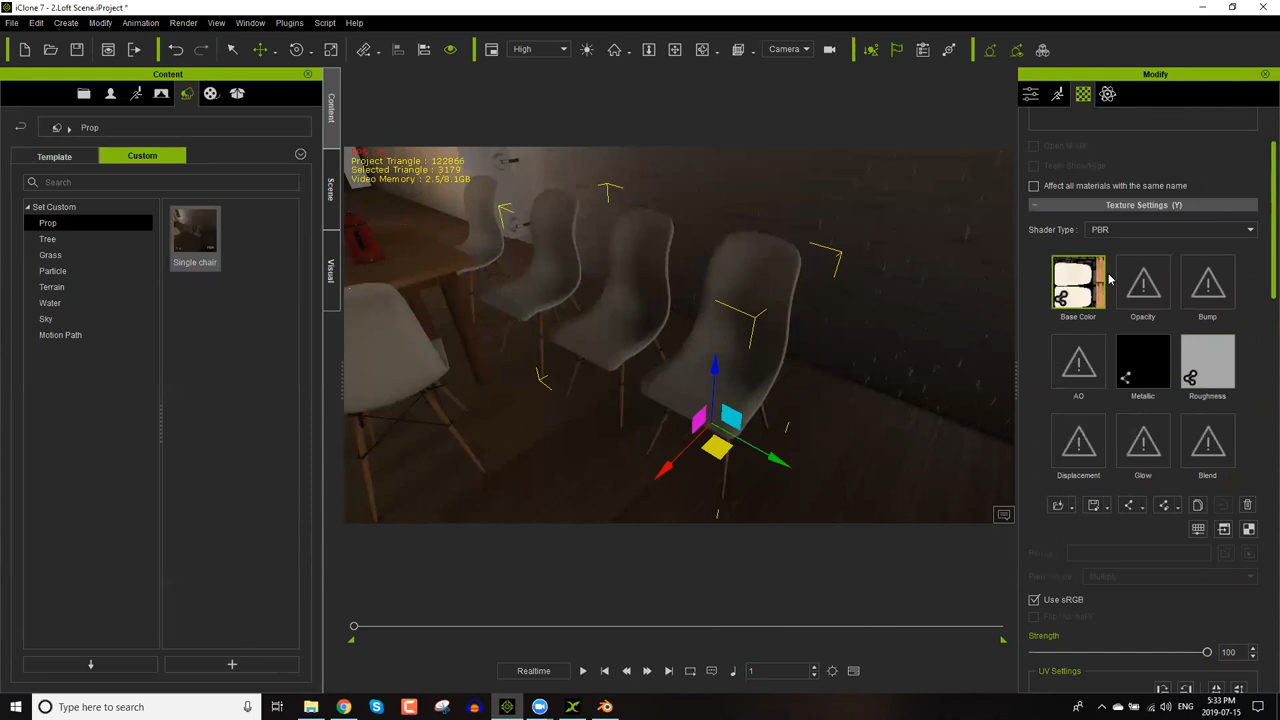 iClone 7 - 2.Loft Scene.iProject *
File Edit Create Modify Animation Render View Window Plugins Script Help
High
Camera
Content
Modify
Prop
Template
Custom
Search
Set Custom
Prop
Tree
Grass
Particle
Terrain
Water
Sky
Motion Path
Single chair
Content
Scene
Visual
Project Triangle : 122866
Selected Triangle : 3179
Video Memory : 2.5/8.1GB
Affect all materials with the same name
Texture Settings (Y)
Shader Type : PBR
Base Color Opacity Bump
AO Metallic Roughness
Displacement Glow Blend
Multiply
Use sRGB
Strength
100
UV Settings
Realtime
1
Type here to search
ENG
5:33 PM
2019-07-15